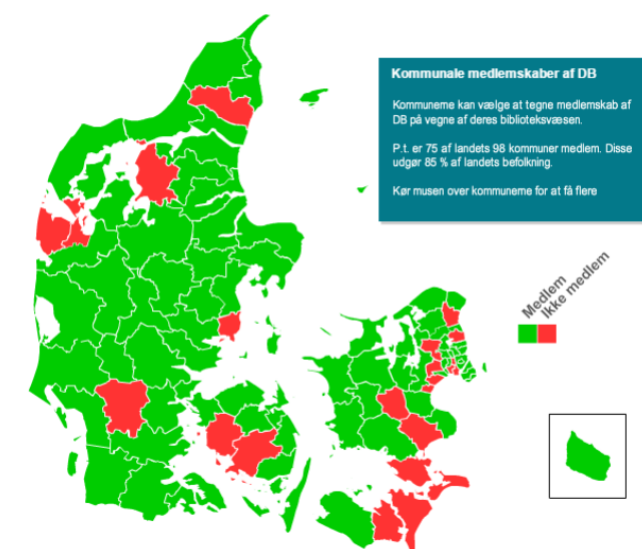 Kommunale medlemskaber af DB
Kommunerne kan vælge at tegne medlemskab af
DB på vegne af deres biblioteksvæsen.
P.t. er 75 af landets 98 kommuner medlem. Disse
udgør 85 % af landets befolkning.
Kør musen over kommunerne for at få flere
Medlem
Ikke medlem